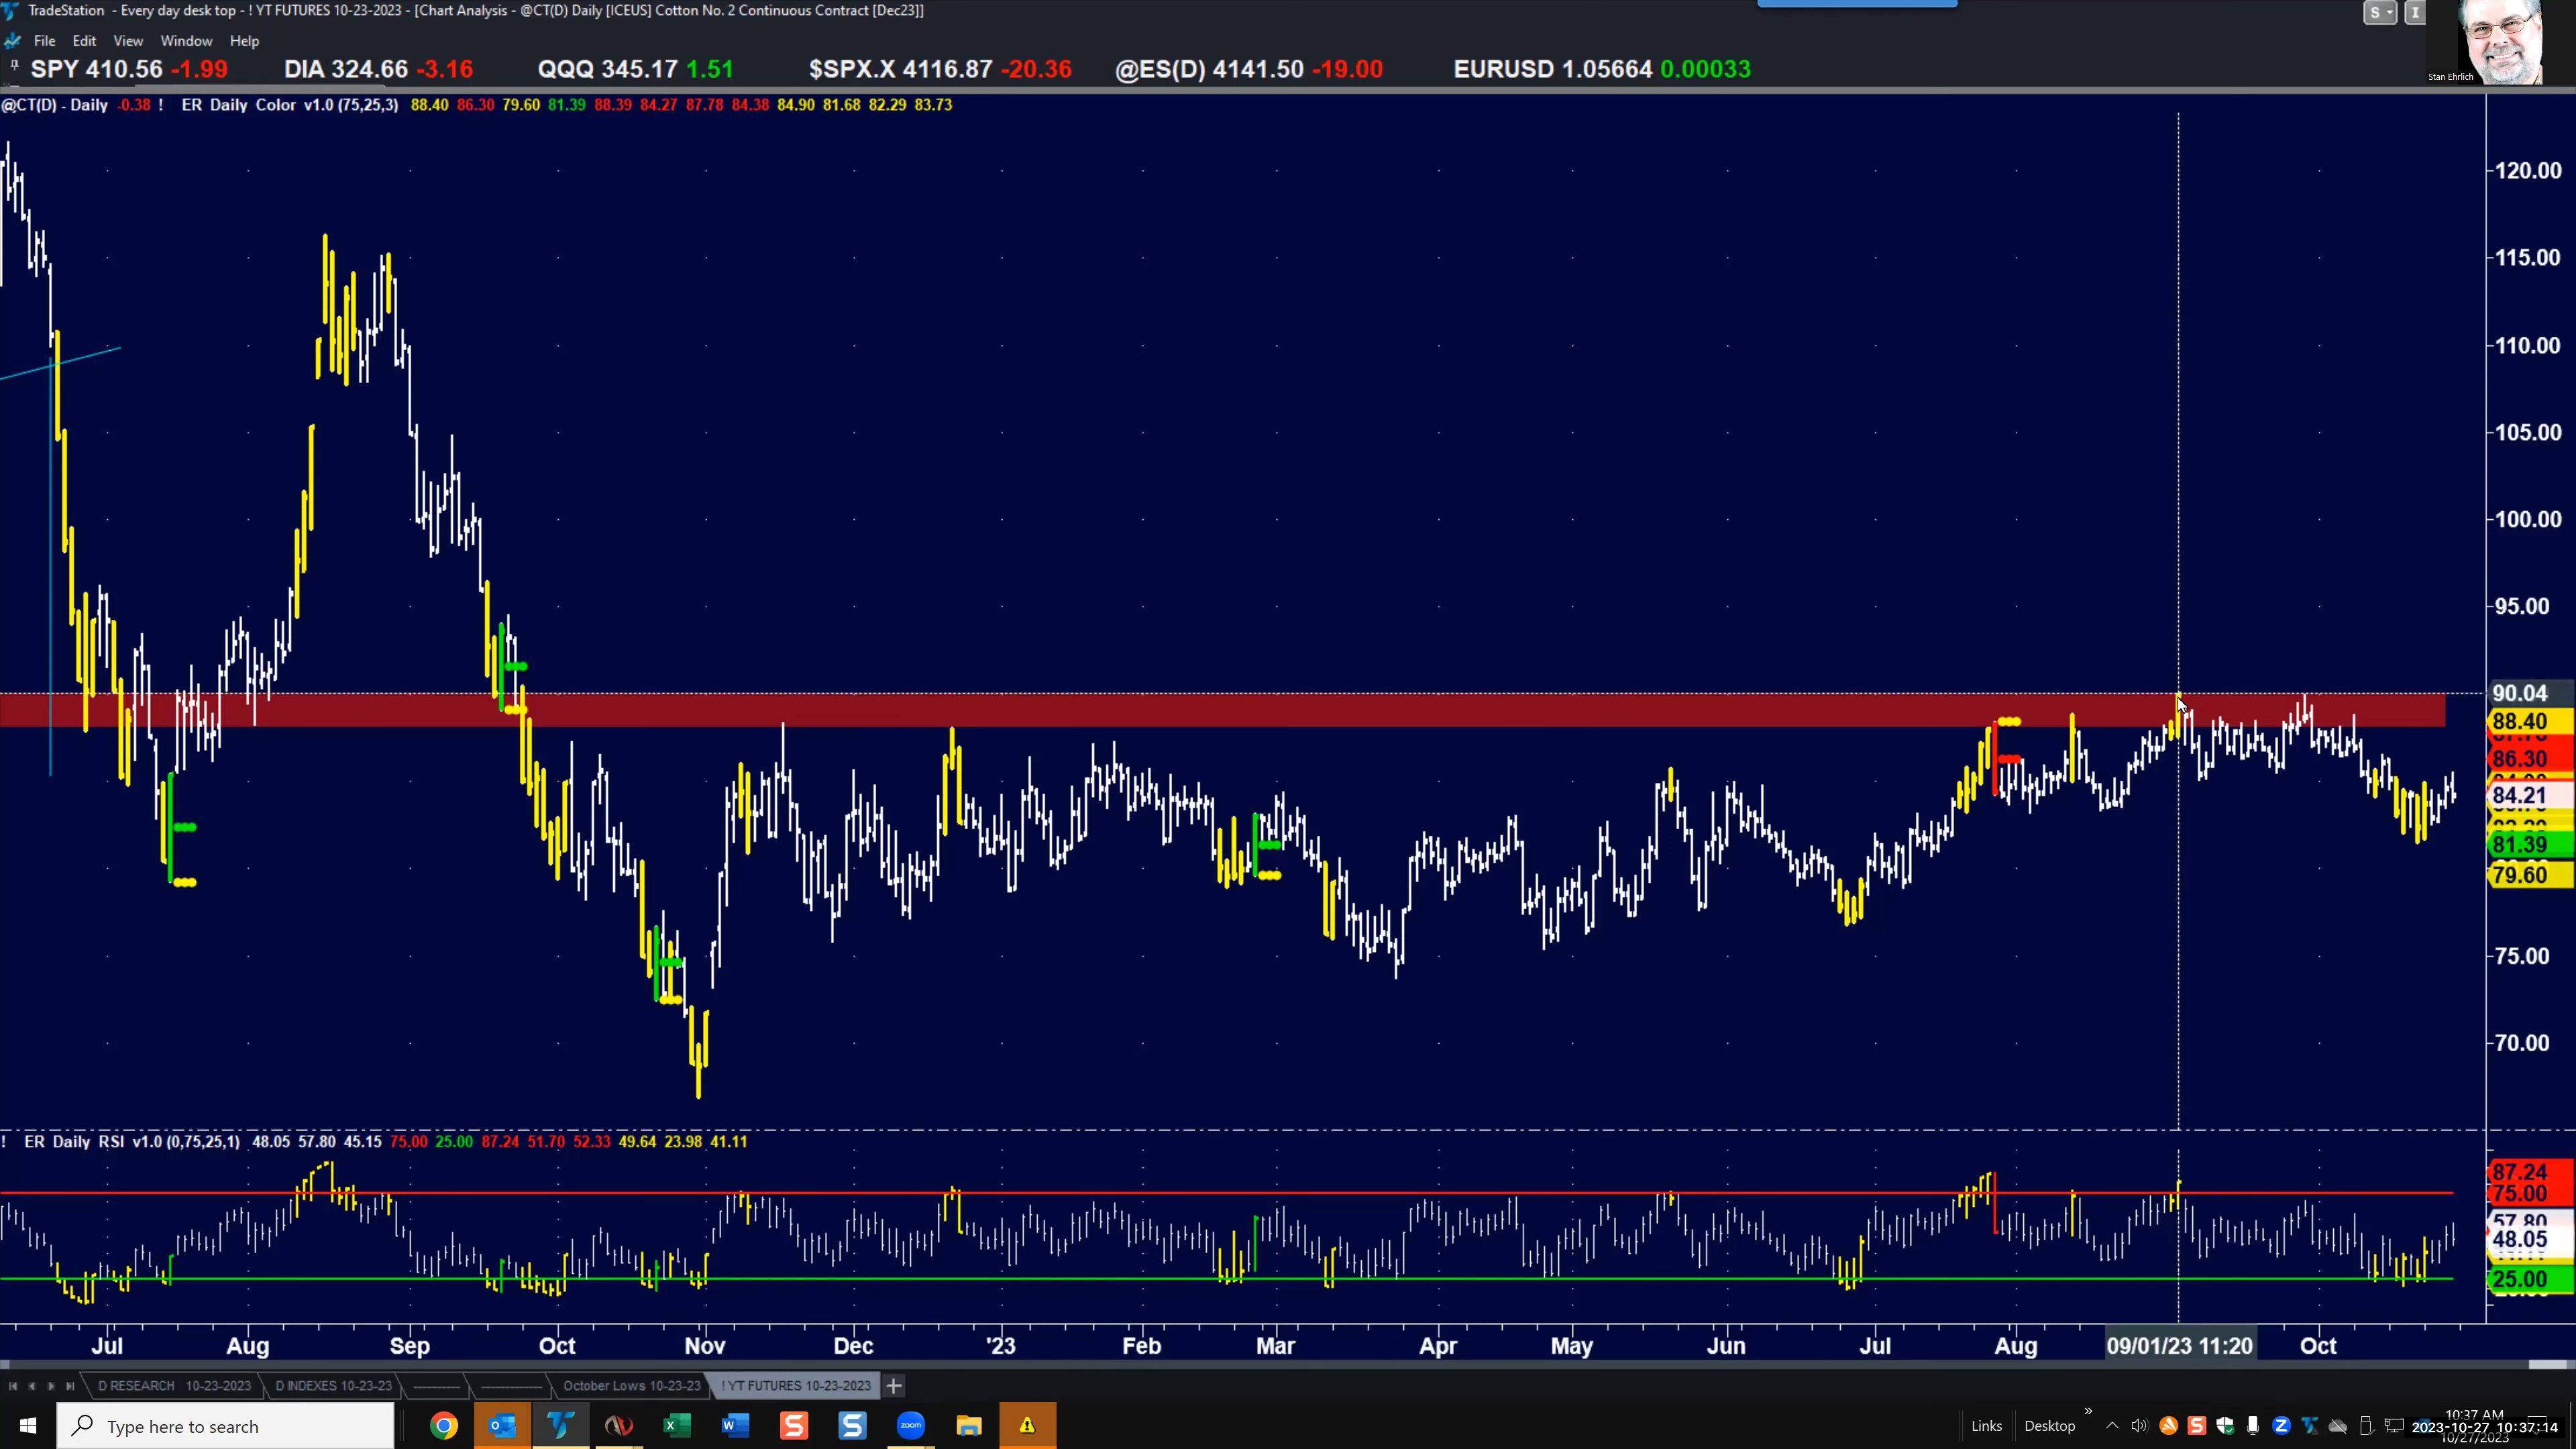 TradeStation - Every day desk top - ! YT FUTURES 10-23-2023 - [Chart Analysis - @CT(D) Daily [ICEUS] Cotton No. 2 Continuous Contract [Dec23]]
S I
File Edit View Window Help
SPY 410.56 -1.99 DIA 324.66 -3.16 QQQ 345.17 1.51 $SPX.X 4116.87 -20.36 @ES(D) 4141.50 -19.00 EURUSD 1.05664 0.00033
Stan Ehrlich
@CT(D) - Daily -0.38 ! ER Daily Color v1.0 (75,25,3) 88.40 86.30 79.60 81.39 88.39 84.27 87.78 84.38 84.90 81.68 82.29 83.73
120.00
115.00
110.00
105.00
100.00
95.00
90.04
88.40
86.30
84.21
81.39
79.60
75.00
70.00
! ER Daily RSI v1.0 (0,75,25,1) 48.05 57.80 45.15 75.00 25.00 87.24 51.70 52.33 49.64 23.98 41.11
87.24
75.00
57.80
48.05
25.00
Jul Aug Sep Oct Nov Dec '23 Feb Mar Apr May Jun Jul Aug 09/01/23 11:20 Oct
D RESEARCH 10-23-2023 D INDEXES 10-23-23 October Lows 10-23-23 ! YT FUTURES 10-23-2023
Type here to search
zoom
Links Desktop »
10:37 AM
2023-10-27 10:37:14
10/27/2023